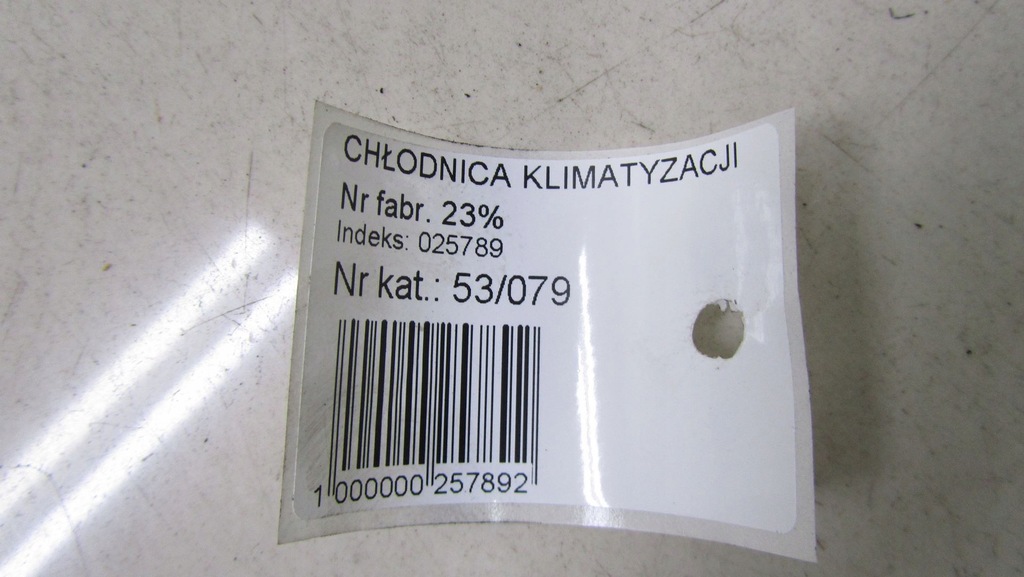 CHŁODNICA KLIMATYZACJI
Nr fabr. 23%
Indeks: 025789
Nr kat.: 53/079
1 000000 257892